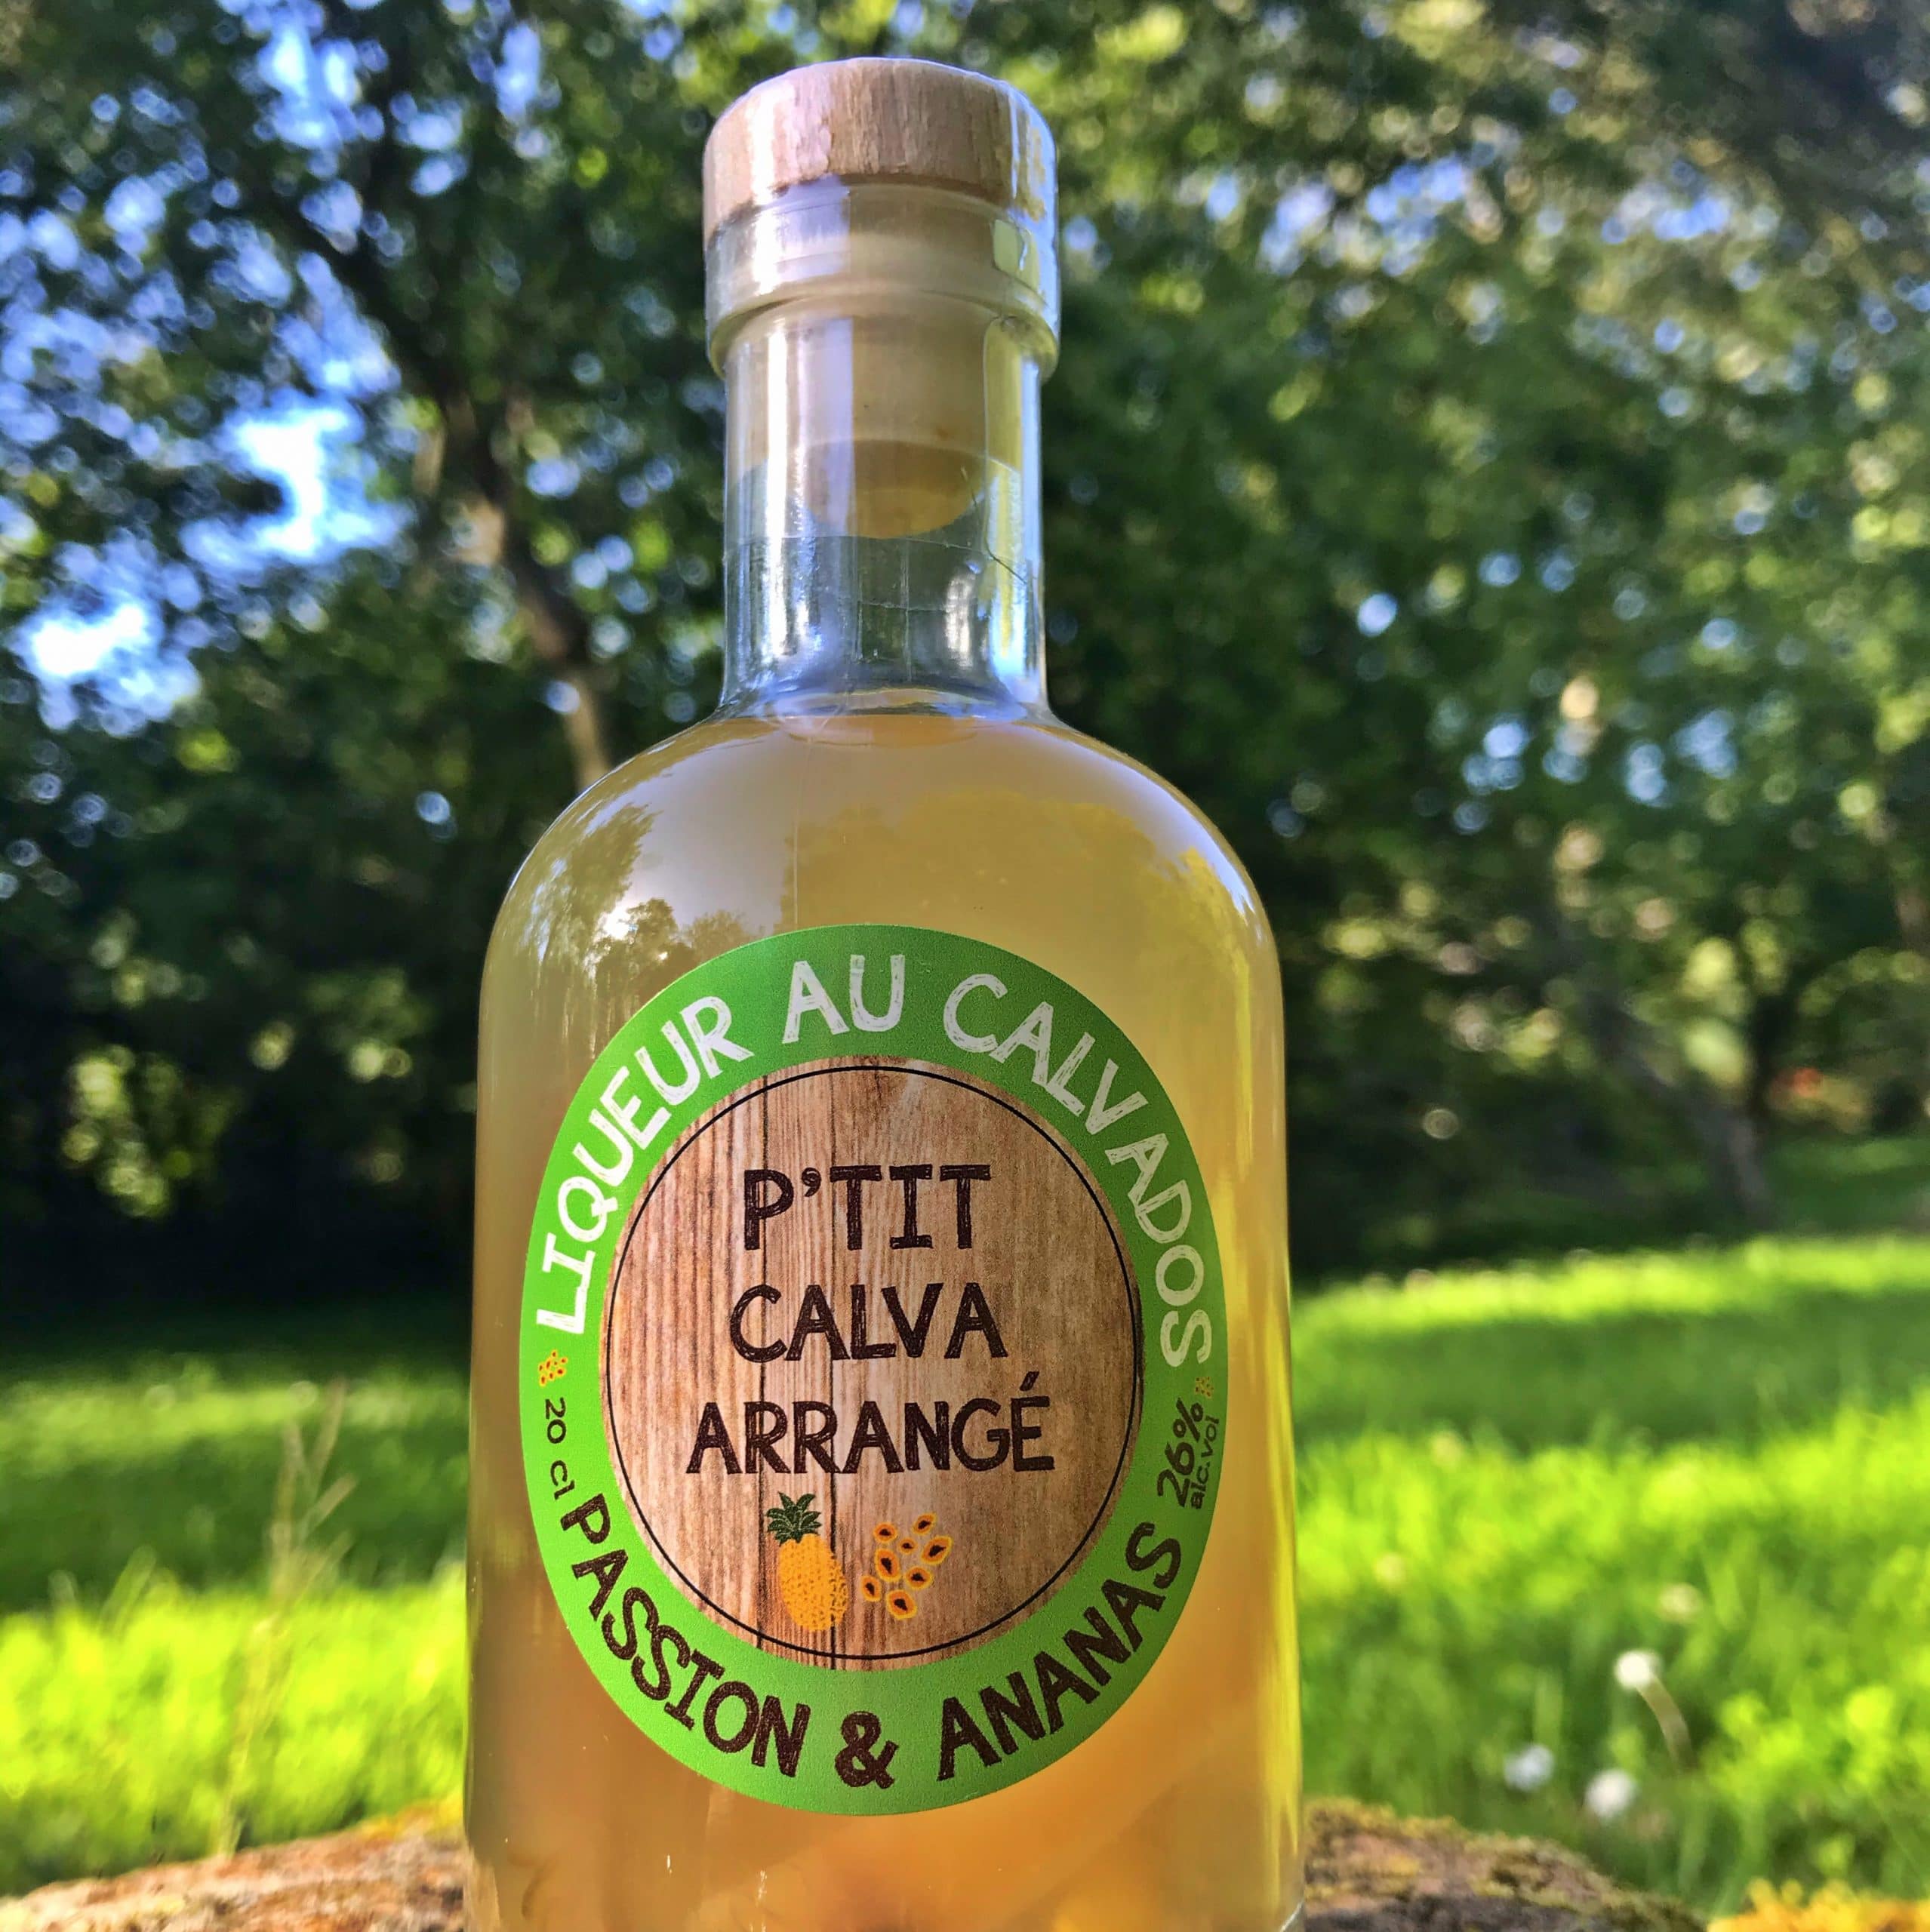 LIQUEUR AU CALVADOS
P'TIT
CALVA
ARRANGÉ
20 cl
PASSION & ANANAS
26%
alc.vol